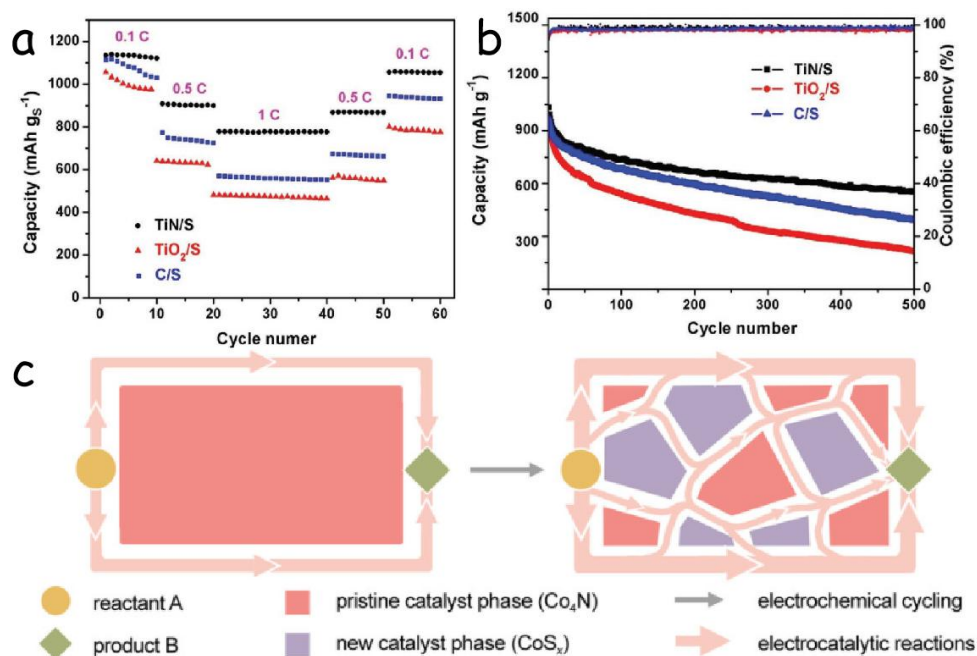 a
1200
1000
800
600
400
200
0
Capacity (mAh gs⁻¹)
0.1 C
0.5 C
1 C
0.5 C
0.1 C
TiN/S
TiO₂/S
C/S
0 10 20 30 40 50 60
Cycle numer
b
1500
1200
900
600
300
Capacity (mAh g⁻¹)
TiN/S
TiO₂/S
C/S
100
80
60
40
20
0
Coulombic efficiency (%)
0 100 200 300 400 500
Cycle number
c
reactant A
product B
pristine catalyst phase (Co₄N)
new catalyst phase (CoSₓ)
electrochemical cycling
electrocatalytic reactions